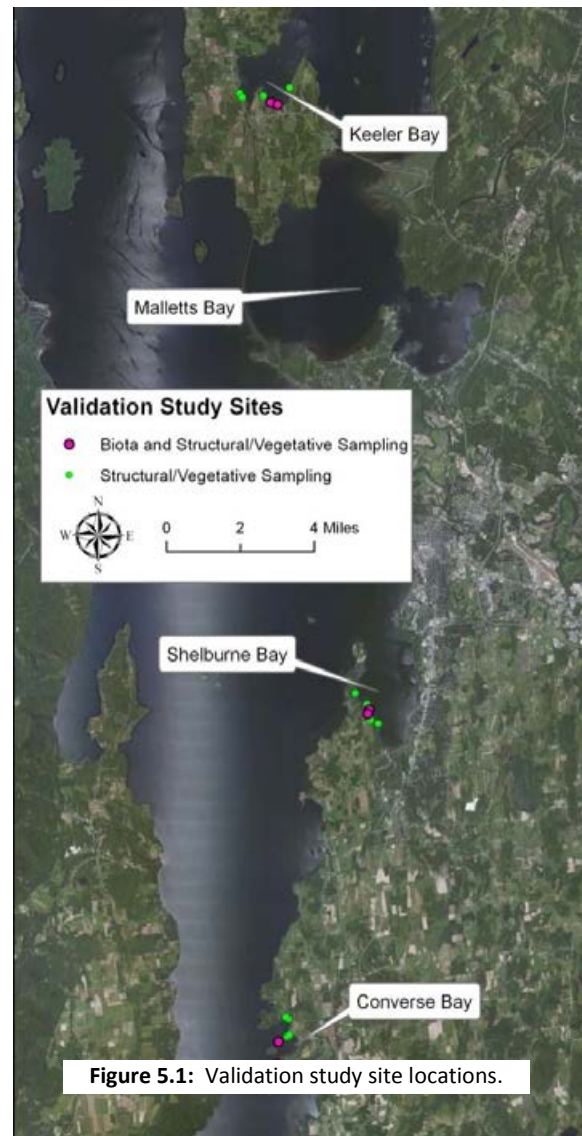 Keeler Bay
Malletts Bay
Validation Study Sites
Biota and Structural/Vegetative Sampling
Structural/Vegetative Sampling
N
W E
S
0 2 4 Miles
Shelburne Bay
Converse Bay
Figure 5.1: Validation study site locations.